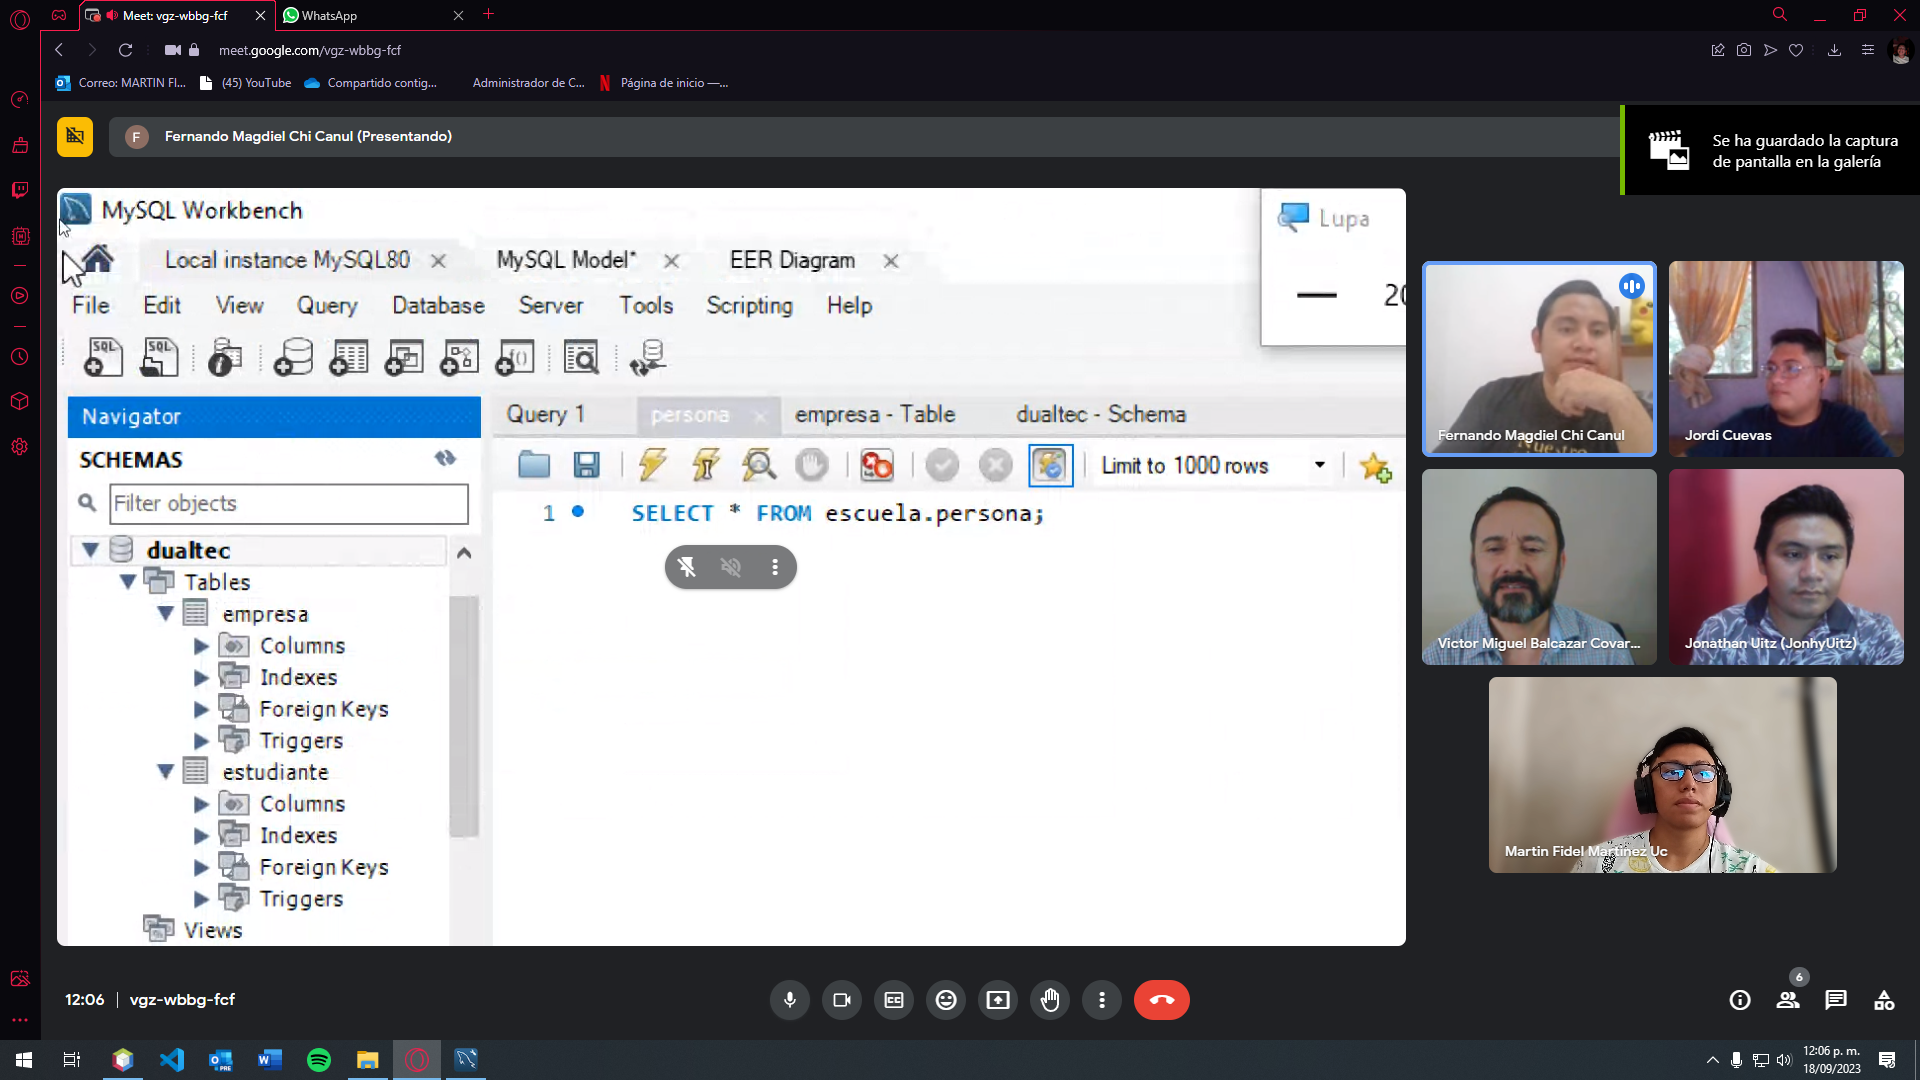 Meet: vgz-wbbg-fcf
WhatsApp
meet.google.com/vgz-wbbg-fcf
Correo: MARTIN FI...
(45) YouTube
Compartido contig...
Administrador de C...
Página de inicio —...
F
Fernando Magdiel Chi Canul (Presentando)
Se ha guardado la captura
de pantalla en la galería
MySQL Workbench
Lupa
20
Local instance MySQL80
MySQL Model*
EER Diagram
File
Edit
View
Query
Database
Server
Tools
Scripting
Help
SQL
SQL
Navigator
SCHEMAS
Filter objects
dualtec
Tables
empresa
Columns
Indexes
Foreign Keys
Triggers
estudiante
Columns
Indexes
Foreign Keys
Triggers
Views
Query 1
persona
empresa - Table
dualtec - Schema
Limit to 1000 rows
1
SELECT * FROM escuela.persona;
Fernando Magdiel Chi Canul
Jordi Cuevas
Victor Miguel Balcazar Covar...
Jonathan Uitz (JonhyUitz)
Martin Fidel Martinez Uc
12:06
vgz-wbbg-fcf
6
12:06 p. m.
18/09/2023